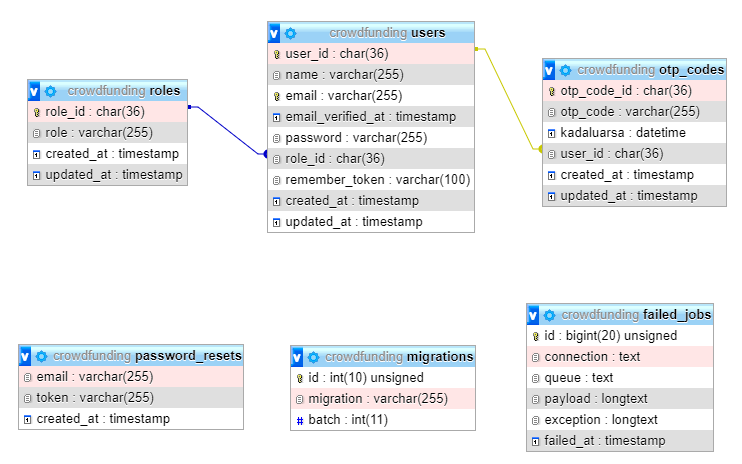 crowdfunding roles
role_id : char(36)
role : varchar(255)
created_at : timestamp
updated_at : timestamp
crowdfunding users
user_id : char(36)
name : varchar(255)
email : varchar(255)
email_verified_at : timestamp
password : varchar(255)
role_id : char(36)
remember_token : varchar(100)
created_at : timestamp
updated_at : timestamp
crowdfunding otp_codes
otp_code_id : char(36)
otp_code : varchar(255)
kadaluarsa : datetime
user_id : char(36)
created_at : timestamp
updated_at : timestamp
crowdfunding password_resets
email : varchar(255)
token : varchar(255)
created_at : timestamp
crowdfunding migrations
id : int(10) unsigned
migration : varchar(255)
# batch : int(11)
crowdfunding failed_jobs
id : bigint(20) unsigned
connection : text
queue : text
payload : longtext
exception : longtext
failed_at : timestamp